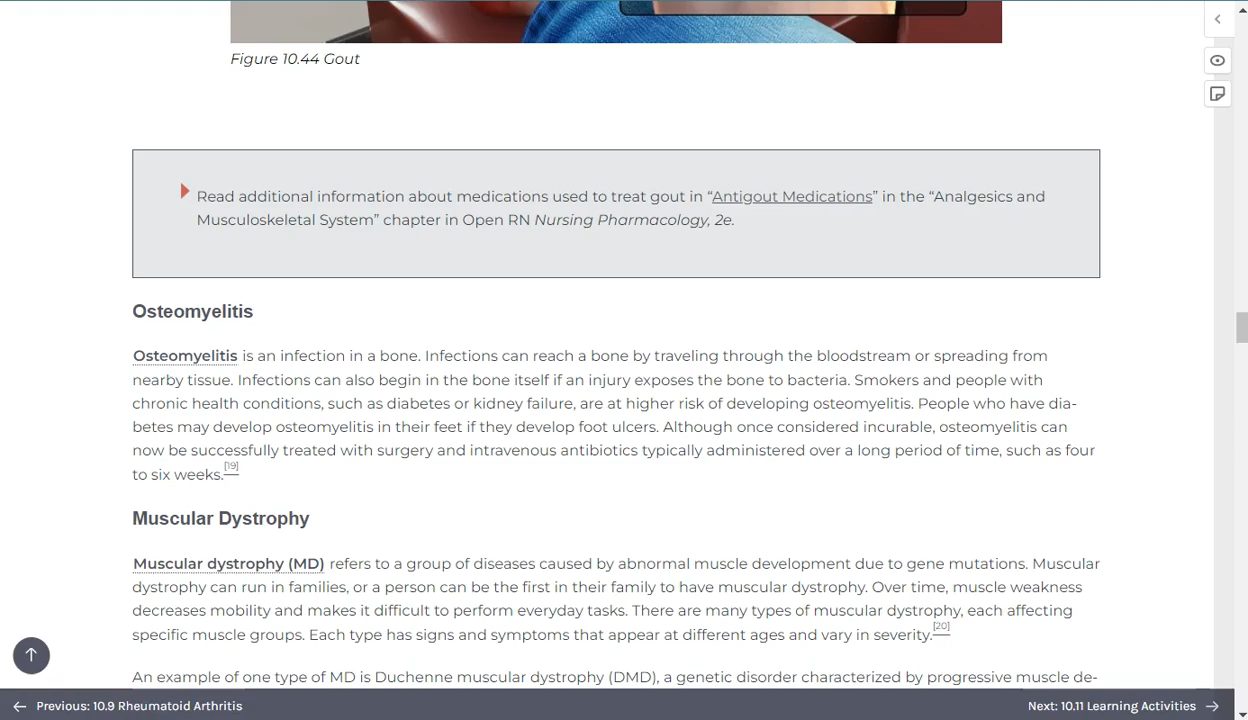 Figure 10.44 Gout
Read additional information about medications used to treat gout in “Antigout Medications” in the “Analgesics and
Musculoskeletal System” chapter in Open RN Nursing Pharmacology, 2e.
Osteomyelitis
Osteomyelitis is an infection in a bone. Infections can reach a bone by traveling through the bloodstream or spreading from
nearby tissue. Infections can also begin in the bone itself if an injury exposes the bone to bacteria. Smokers and people with
chronic health conditions, such as diabetes or kidney failure, are at higher risk of developing osteomyelitis. People who have dia-
betes may develop osteomyelitis in their feet if they develop foot ulcers. Although once considered incurable, osteomyelitis can
now be successfully treated with surgery and intravenous antibiotics typically administered over a long period of time, such as four
to six weeks.[19]
Muscular Dystrophy
Muscular dystrophy (MD) refers to a group of diseases caused by abnormal muscle development due to gene mutations. Muscular
dystrophy can run in families, or a person can be the first in their family to have muscular dystrophy. Over time, muscle weakness
decreases mobility and makes it difficult to perform everyday tasks. There are many types of muscular dystrophy, each affecting
specific muscle groups. Each type has signs and symptoms that appear at different ages and vary in severity.[20]
An example of one type of MD is Duchenne muscular dystrophy (DMD), a genetic disorder characterized by progressive muscle de-
Previous: 10.9 Rheumatoid Arthritis
Next: 10.11 Learning Activities